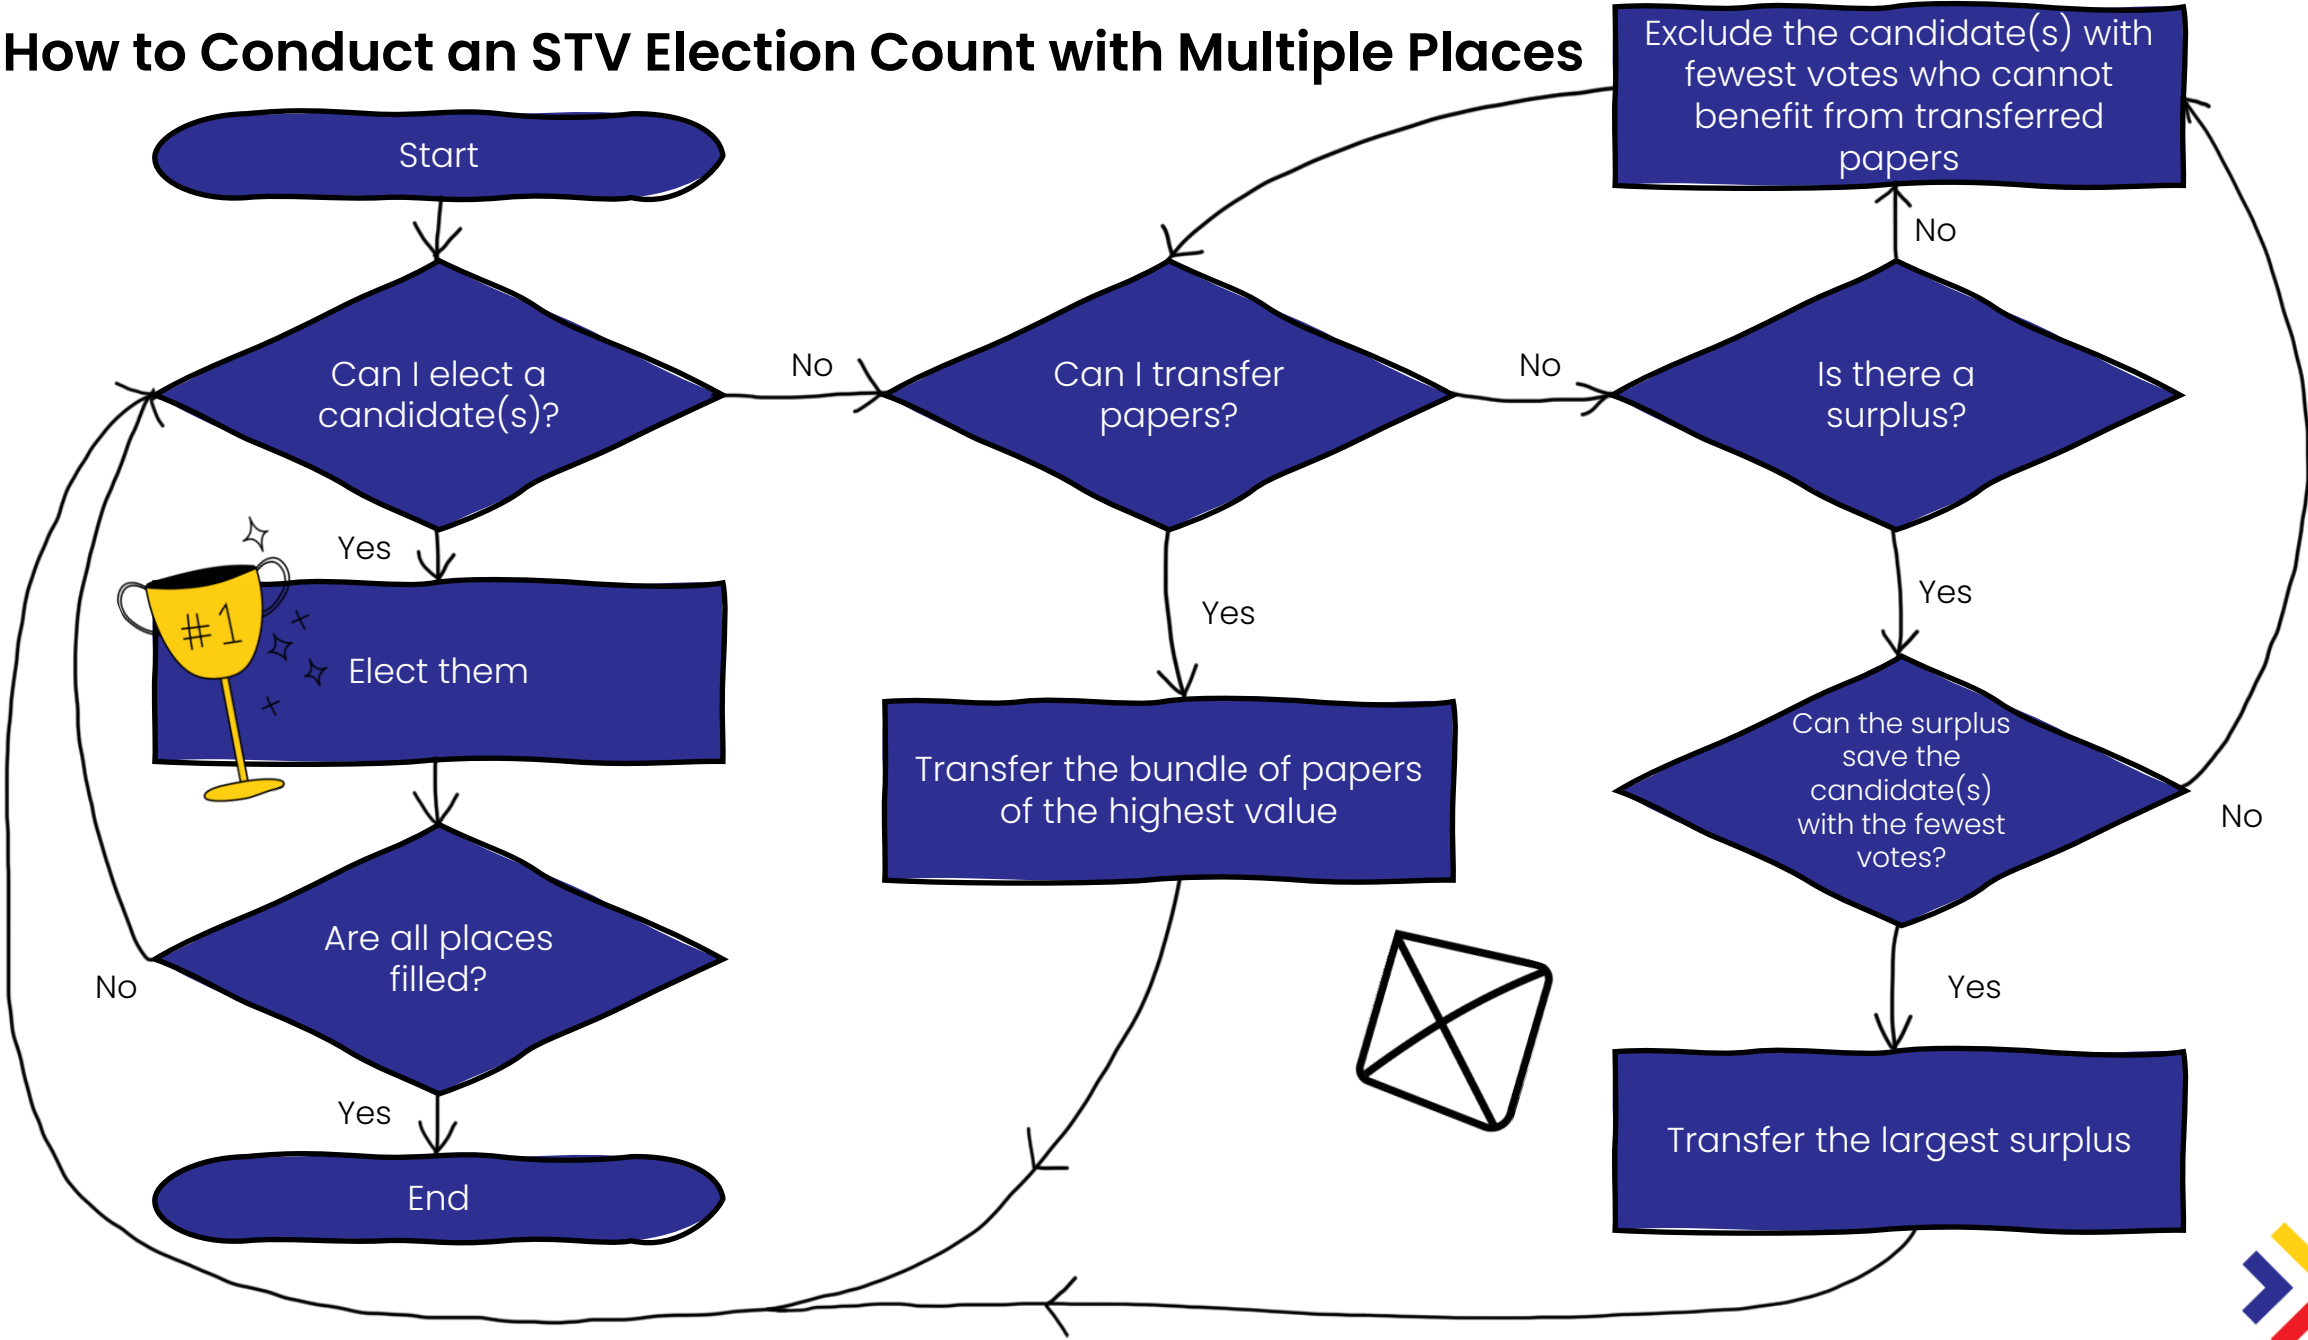 How to Conduct an STV Election Count with Multiple Places
Exclude the candidate(s) with
fewest votes who cannot
benefit from transferred
papers
Start
No
Can I elect a
candidate(s)?
No
Can I transfer
papers?
No
Is there a
surplus?
Yes
#1
Elect them
Yes
Transfer the bundle of papers
of the highest value
Yes
Can the surplus
save the
candidate(s)
with the fewest
votes?
No
Are all places
filled?
No
Yes
Yes
End
Transfer the largest surplus